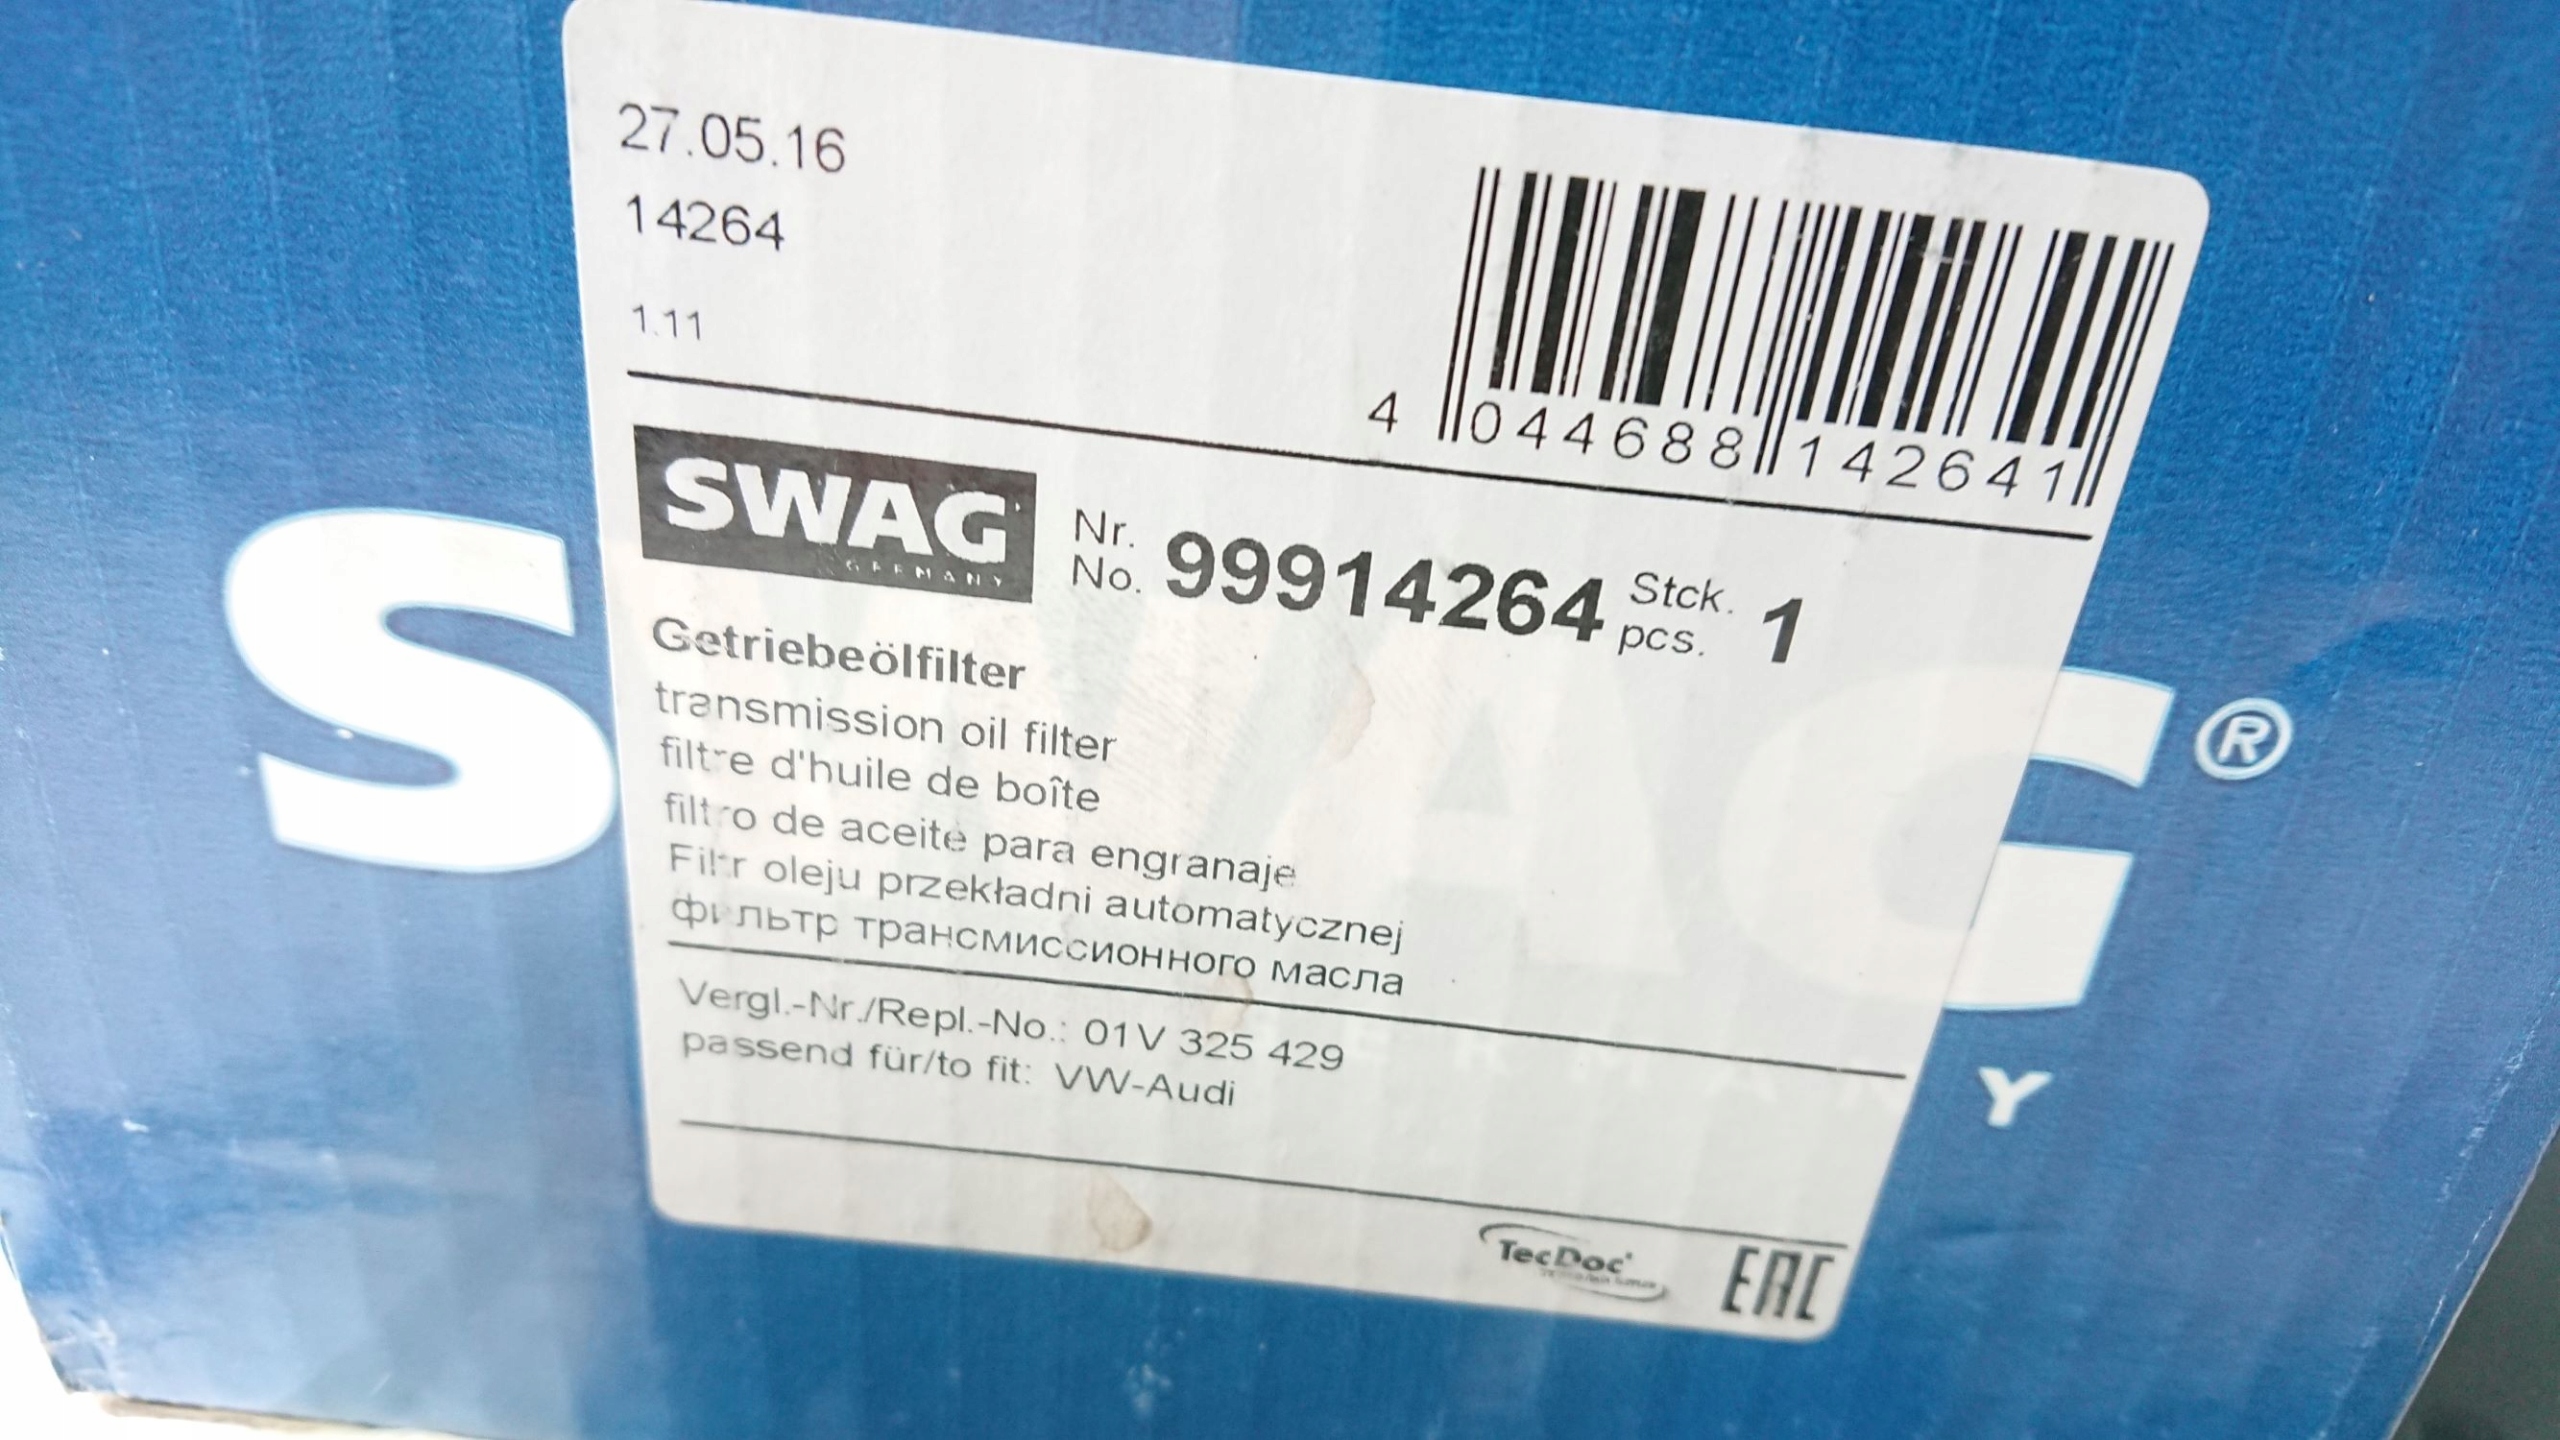 27.05.16
14264
1.11
4 044688 142641
SWAG
GERMANY
Nr.
No.
99914264
Stck.
pcs.
1
Getriebeölfilter
transmission oil filter
filtre d'huile de boîte
filtro de aceite para engranaje
Filtr oleju przekładni automatycznej
фильтр трансмиссионного масла
Vergl.-Nr./Repl.-No.: 01V 325 429
passend für/to fit: VW-Audi
TecDoc
EAC
SWAG®
Y